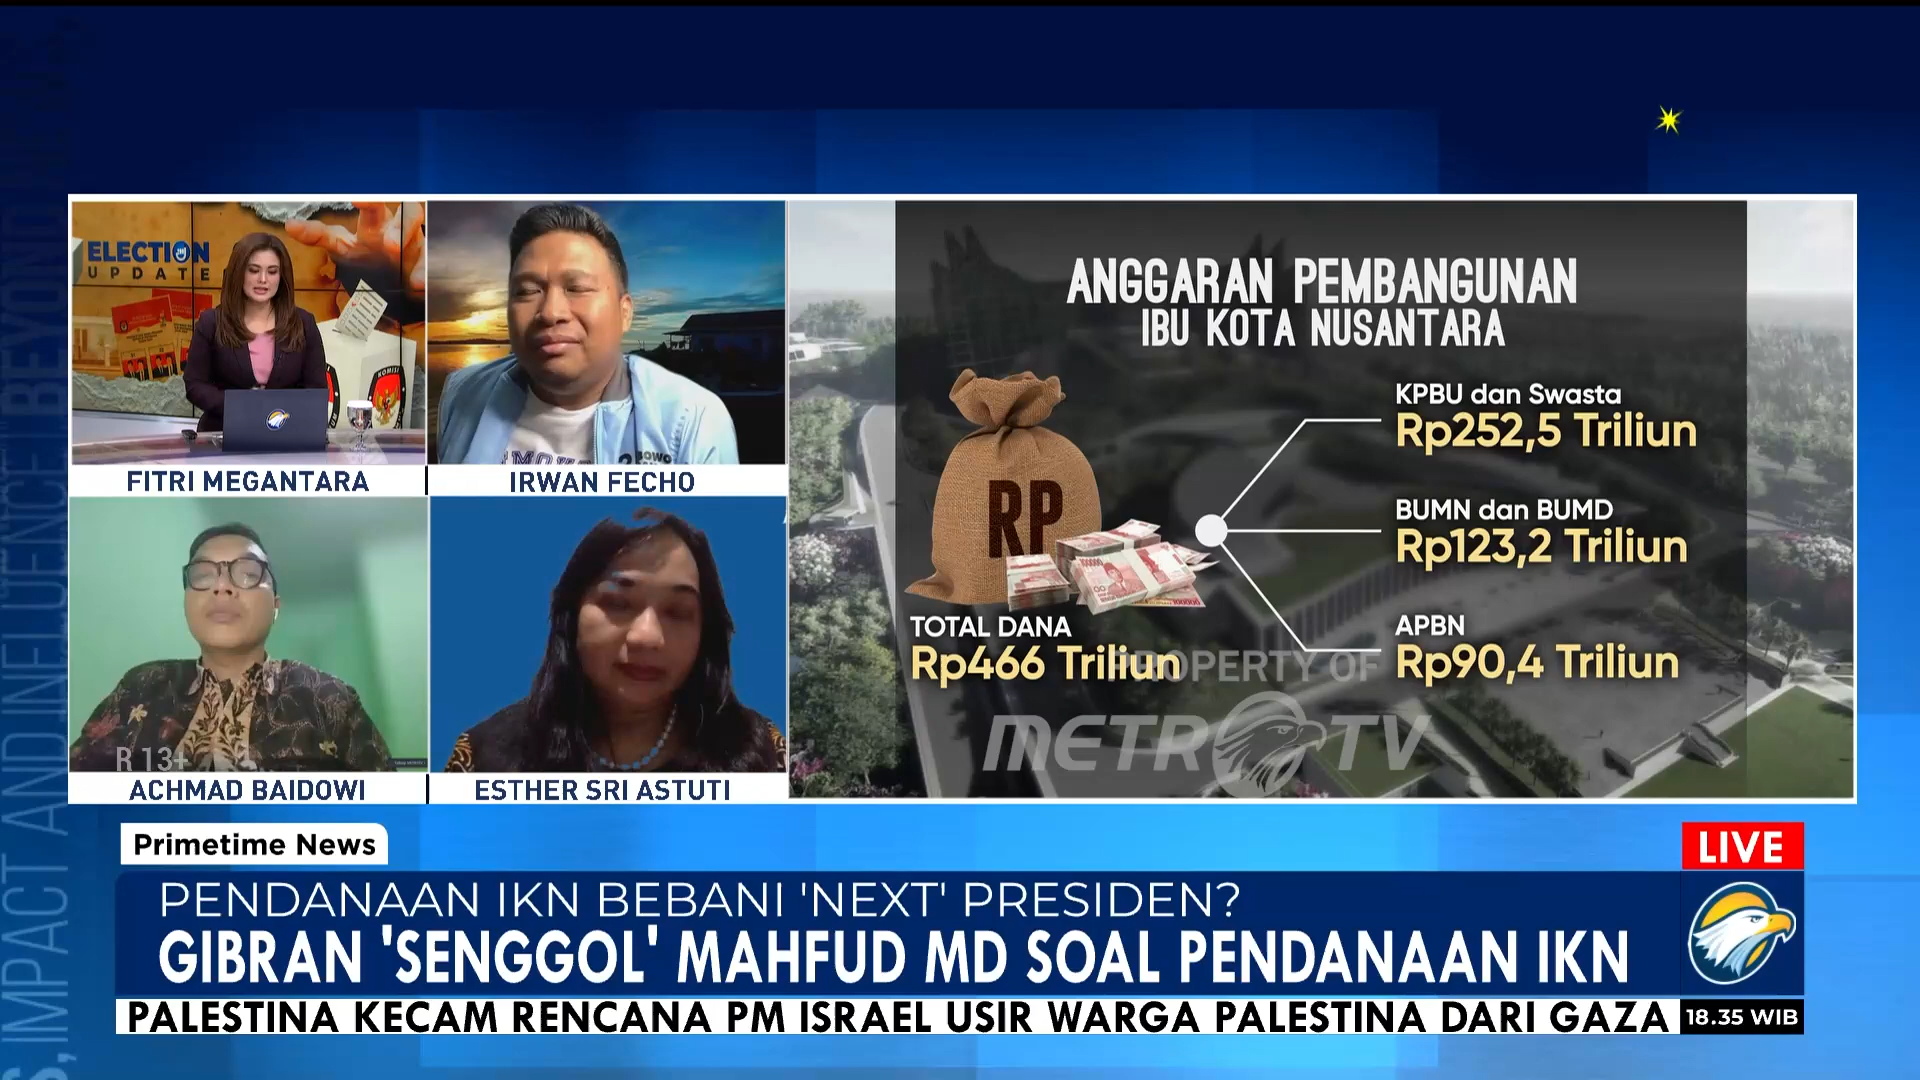 ELECTION
UPDATE
FITRI MEGANTARA
IRWAN FECHO
ACHMAD BAIDOWI
ESTHER SRI ASTUTI
R 13+
ANGGARAN PEMBANGUNAN
IBU KOTA NUSANTARA
KPBU dan Swasta
Rp252,5 Triliun
BUMN dan BUMD
Rp123,2 Triliun
APBN
Rp90,4 Triliun
RP
TOTAL DANA
Rp466 Triliun
PROPERTY OF
METRO TV
Primetime News
LIVE
PENDANAAN IKN BEBANI 'NEXT' PRESIDEN?
GIBRAN 'SENGGOL' MAHFUD MD SOAL PENDANAAN IKN
PALESTINA KECAM RENCANA PM ISRAEL USIR WARGA PALESTINA DARI GAZA
18.35 WIB